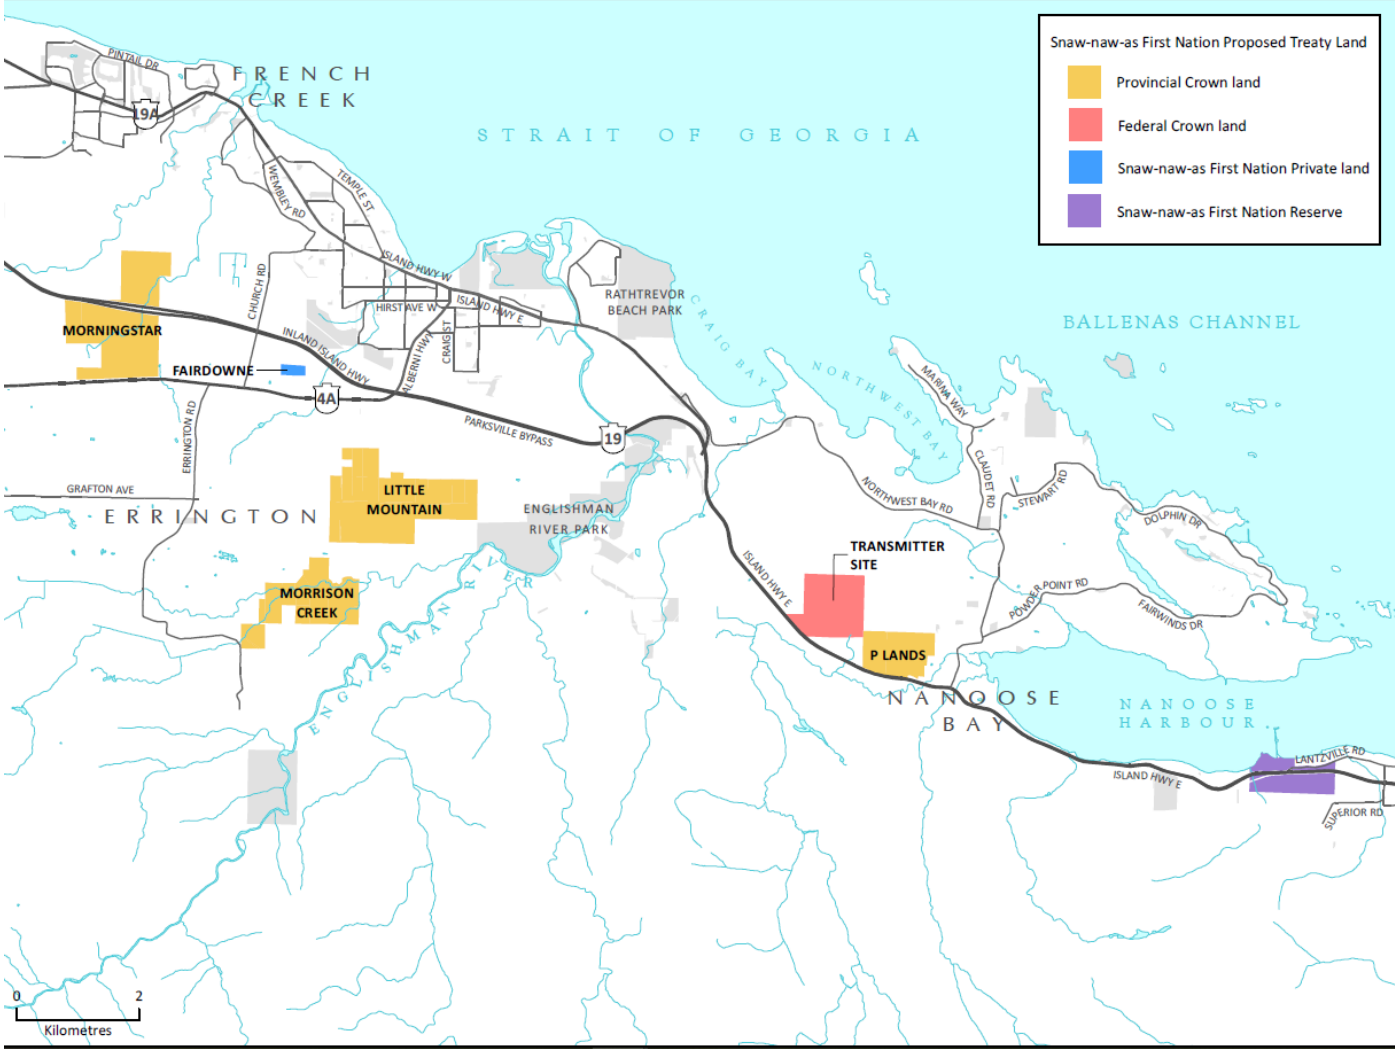 Snaw-naw-as First Nation Proposed Treaty Land
Provincial Crown land
Federal Crown land
Snaw-naw-as First Nation Private land
Snaw-naw-as First Nation Reserve
PINTAIL DR
FRENCH
CREEK
19A
STRAIT OF GEORGIA
WEMBLEY RD
TEMPLE ST
ISLAND HWY W
CHURCH RD
HIRST AVE W
ISLAND HWY E
RATHTREVOR
BEACH PARK
CRAIG BAY
BALLENAS CHANNEL
MORNINGSTAR
INLAND ISLAND HWY
ALBERNI HWY
CRAIG ST
FAIRDOWNE
4A
NORTHWEST BAY
MARINA WAY
ERRINGTON RD
PARKSVILLE BYPASS
19
CLAUDET RD
STEWART RD
GRAFTON AVE
LITTLE
MOUNTAIN
ERRINGTON
ENGLISHMAN
RIVER PARK
NORTHWEST BAY RD
DOLPHIN DR
TRANSMITTER
SITE
ISLAND HWY E
MORRISON
CREEK
ENGLISHMAN RIVER
POWDER POINT RD
FAIRWINDS DR
P LANDS
NANOOSE
BAY
NANOOSE
HARBOUR
ISLAND HWY E
LANTZVILLE RD
SUPERIOR RD
0 2
Kilometres